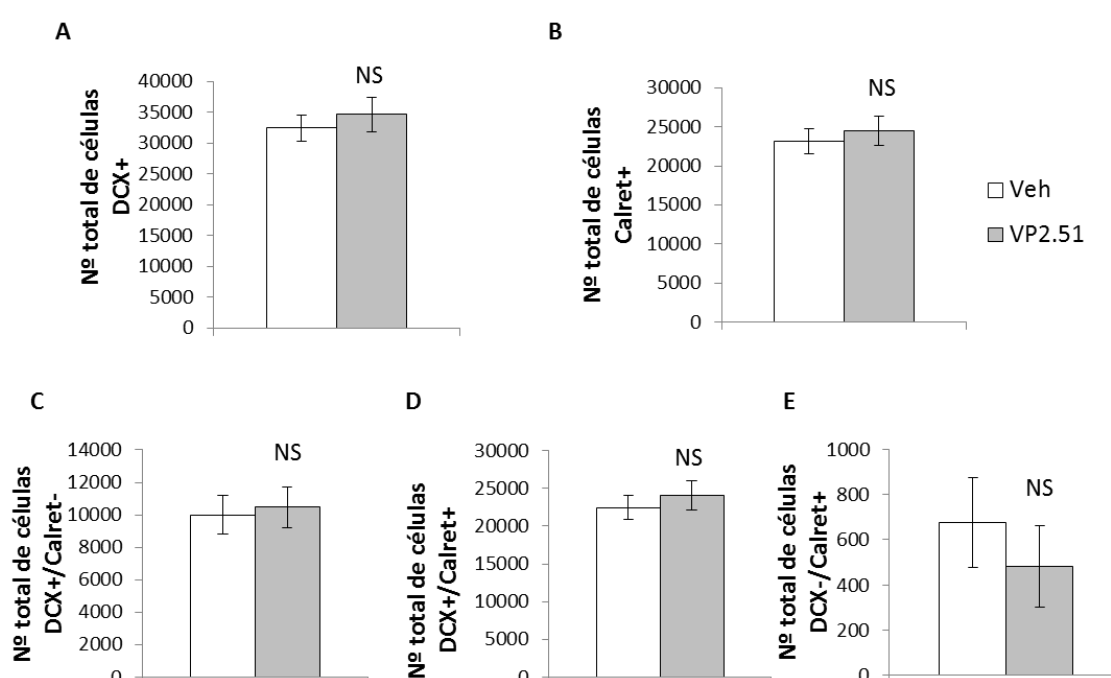 A
Nº total de células
DCX+
40000
35000
30000
25000
20000
15000
10000
5000
0
NS
B
Nº total de células
Calret+
30000
25000
20000
15000
10000
5000
0
NS
Veh
VP2.51
C
Nº total de células
DCX+/Calret-
14000
12000
10000
8000
6000
4000
2000
0
NS
D
Nº total de células
DCX+/Calret+
30000
25000
20000
15000
10000
5000
0
NS
E
Nº total de células
DCX-/Calret+
1000
800
600
400
200
0
NS